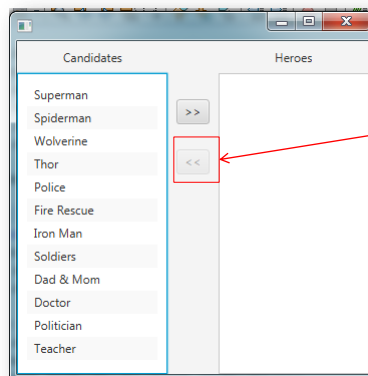 Candidates
Heroes
Superman
Spiderman
Wolverine
Thor
Police
Fire Rescue
Iron Man
Soldiers
Dad & Mom
Doctor
Politician
Teacher
>>
<<